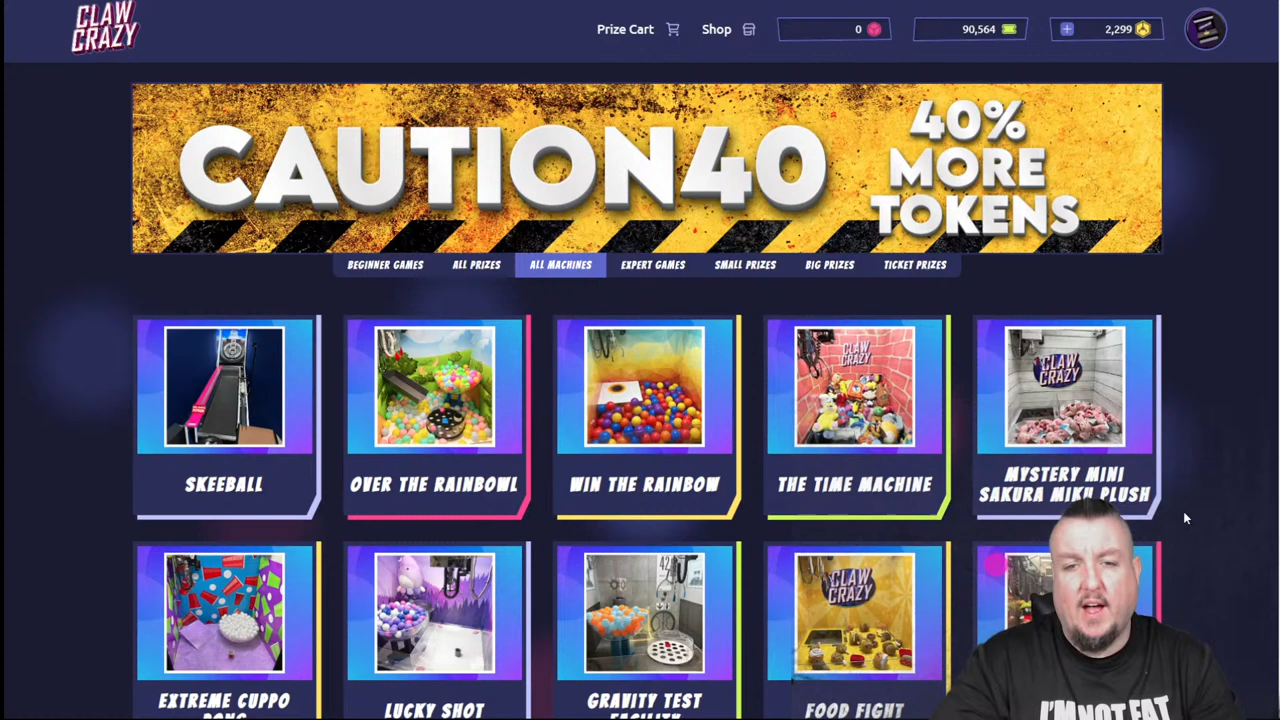 CLAW
CRAZY
Prize Cart
Shop
0
90,564
2,299
CAUTION40
40%
MORE
TOKENS
BEGINNER GAMES
ALL PRIZES
ALL MACHINES
EXPERT GAMES
SMALL PRIZES
BIG PRIZES
TICKET PRIZES
CLAW
CRAZY
CLAW
CRAZY
SKEEBALL
OVER THE RAINBOWL
WIN THE RAINBOW
THE TIME MACHINE
MYSTERY MINI
SAKURA MIKU PLUSH
42
CLAW
CRAZY
EXTREME CUPPO
PONG
LUCKY SHOT
GRAVITY TEST
FACILITY
FOOD FIGHT
I'M NOT FAT